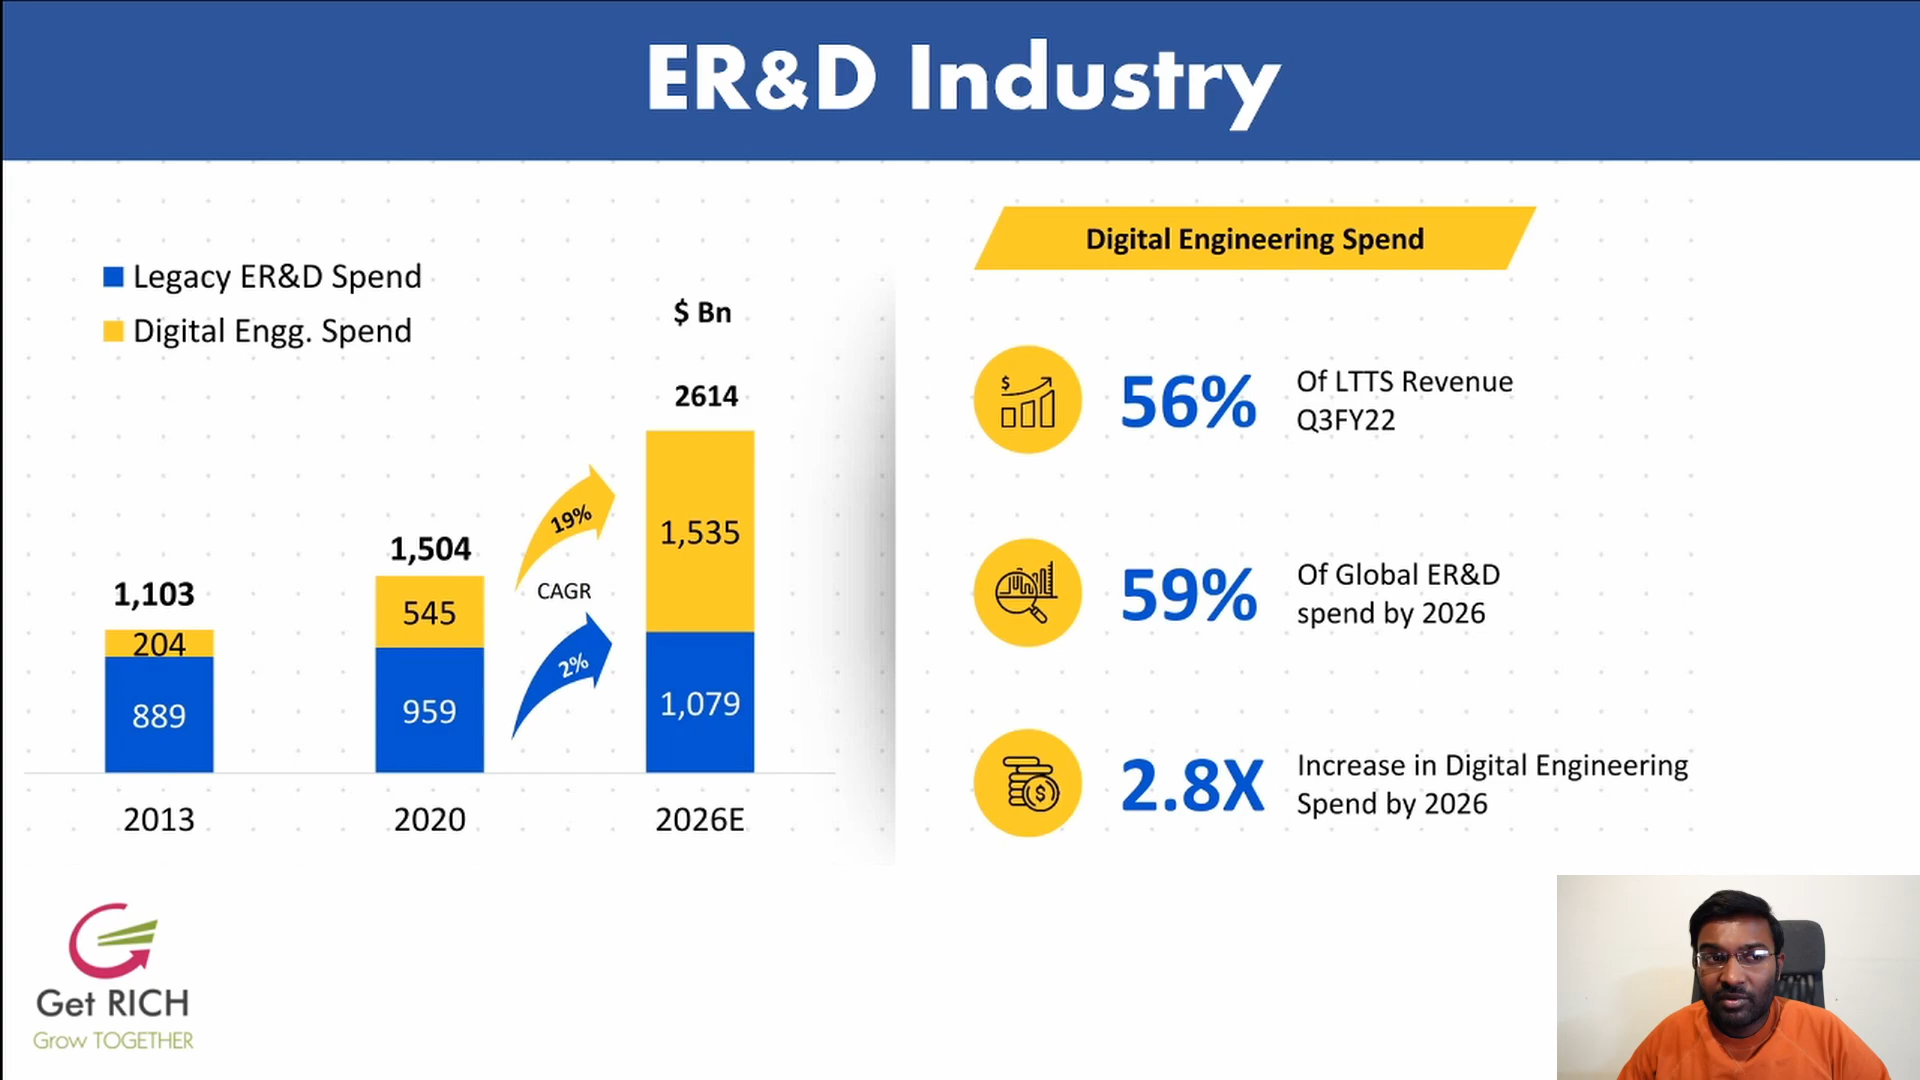 ER&D Industry
Legacy ER&D Spend
Digital Engg. Spend
$ Bn
2614
1,535
1,079
19%
CAGR
2%
1,504
545
959
1,103
204
889
2013
2020
2026E
Digital Engineering Spend
$
56%
Of LTTS Revenue
Q3FY22
59%
Of Global ER&D
spend by 2026
$
2.8X
Increase in Digital Engineering
Spend by 2026
Get RICH
Grow TOGETHER